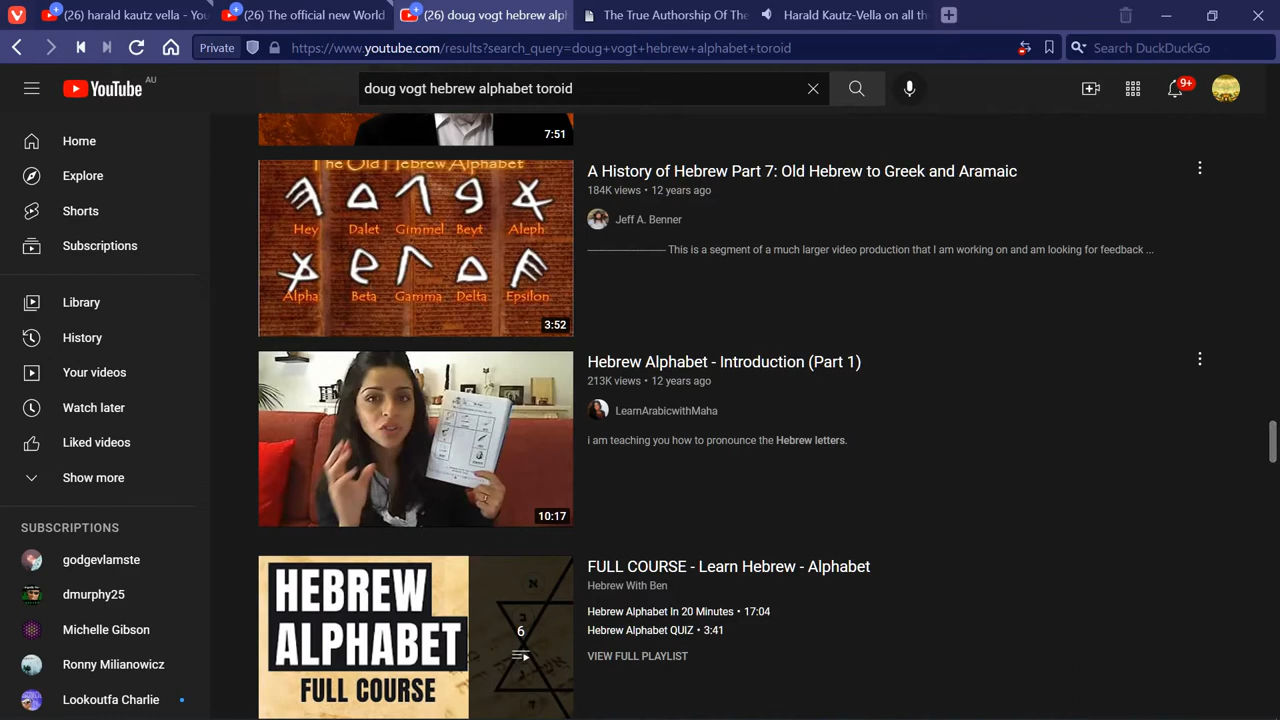 (26) harald kautz vella - You
(26) The official new World
(26) doug vogt hebrew alph
The True Authorship Of The
Harald Kautz-Vella on all th
Private
https://www.youtube.com/results?search_query=doug+vogt+hebrew+alphabet+toroid
Search DuckDuckGo
YouTube
AU
doug vogt hebrew alphabet toroid
9+
Home
Explore
Shorts
Subscriptions
Library
History
Your videos
Watch later
Liked videos
Show more
SUBSCRIPTIONS
godgevlamste
dmurphy25
Michelle Gibson
Ronny Milianowicz
Lookoutfa Charlie
7:51
The Old Hebrew Alphabet
Hey Dalet Gimmel Beyt Aleph
Alpha Beta Gamma Delta Epsilon
3:52
A History of Hebrew Part 7: Old Hebrew to Greek and Aramaic
184K views • 12 years ago
Jeff A. Benner
——————— This is a segment of a much larger video production that I am working on and am looking for feedback ...
10:17
Hebrew Alphabet - Introduction (Part 1)
213K views • 12 years ago
LearnArabicwithMaha
i am teaching you how to pronounce the Hebrew letters.
HEBREW
ALPHABET
FULL COURSE
6
FULL COURSE - Learn Hebrew - Alphabet
Hebrew With Ben
Hebrew Alphabet In 20 Minutes • 17:04
Hebrew Alphabet QUIZ • 3:41
VIEW FULL PLAYLIST